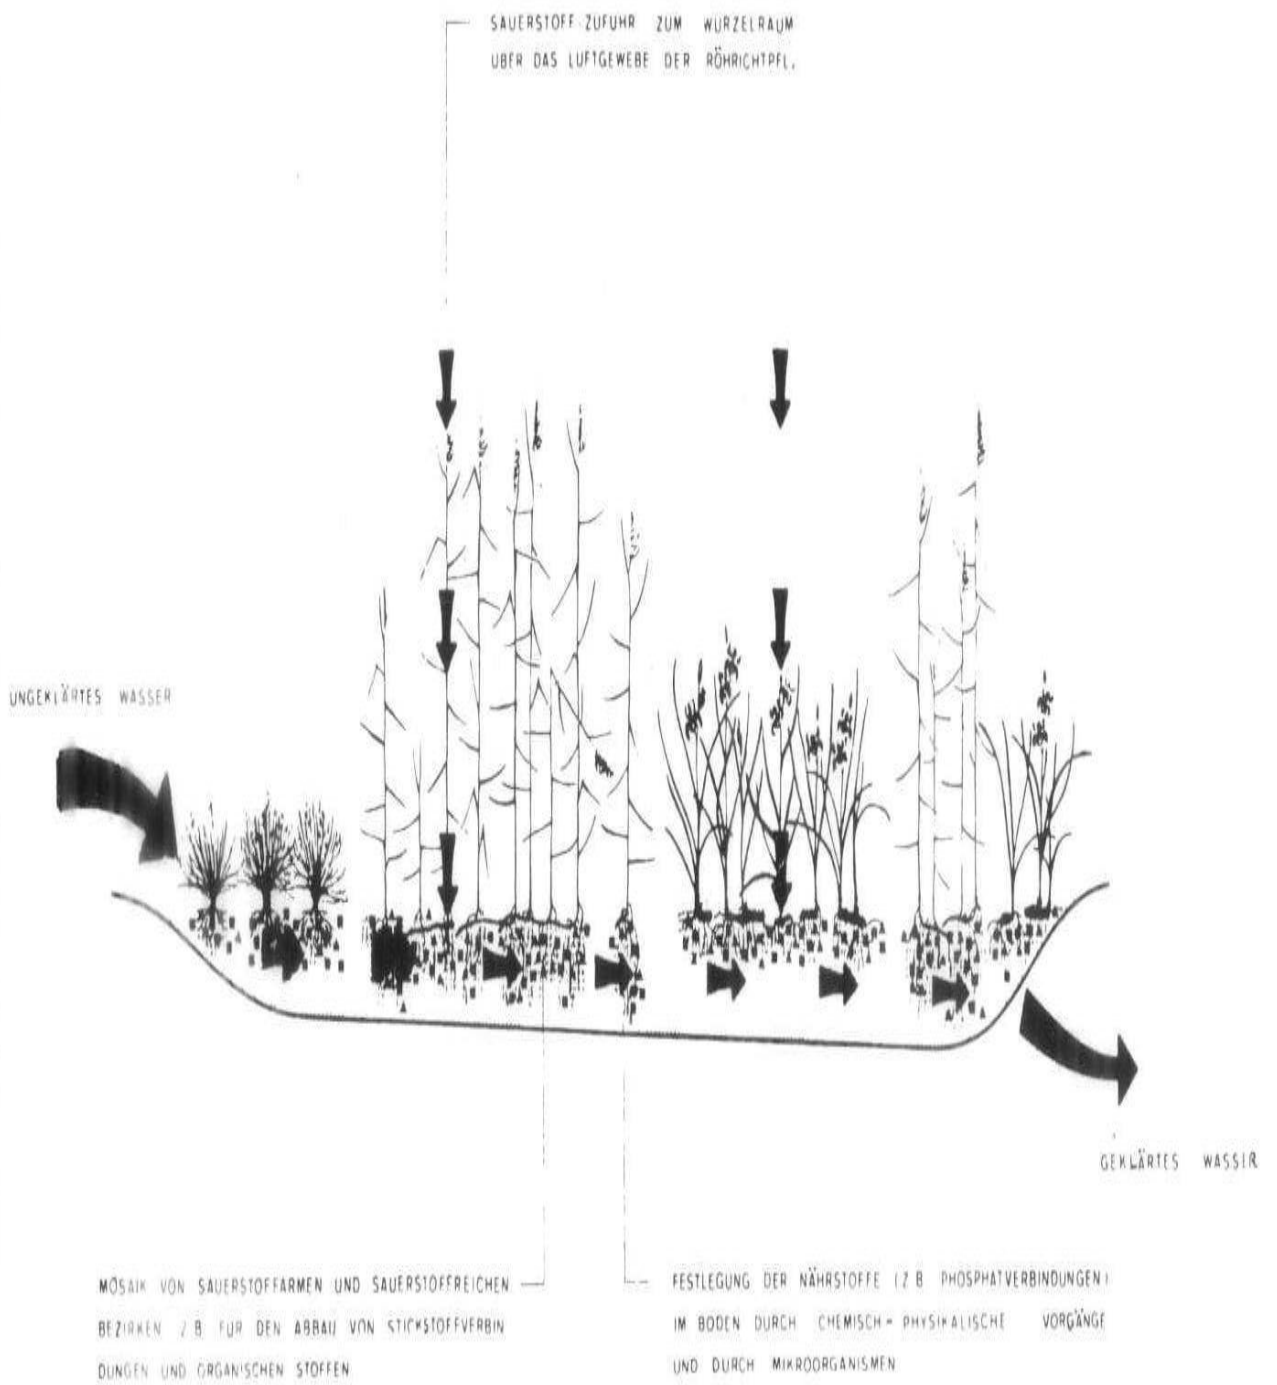 SAUERSTOFF ZUFUHR ZUM WURZELRAUM
UBER DAS LUFTGEWEBE DER RÖHRICHTPFL.
UNGEKLÄRTES WASSER
GEKLÄRTES WASSER
MOSAIK VON SAUERSTOFFARMEN UND SAUERSTOFFREICHEN
BEZIRKEN Z B FUR DEN ABBAU VON STICKSTOFFVERBIN
DUNGEN UND ORGANISCHEN STOFFEN
FESTLEGUNG DER NÄHRSTOFFE (Z B PHOSPHATVERBINDUNGEN)
IM BODEN DURCH CHEMISCH-PHYSIKALISCHE VORGÄNGE
UND DURCH MIKROORGANISMEN